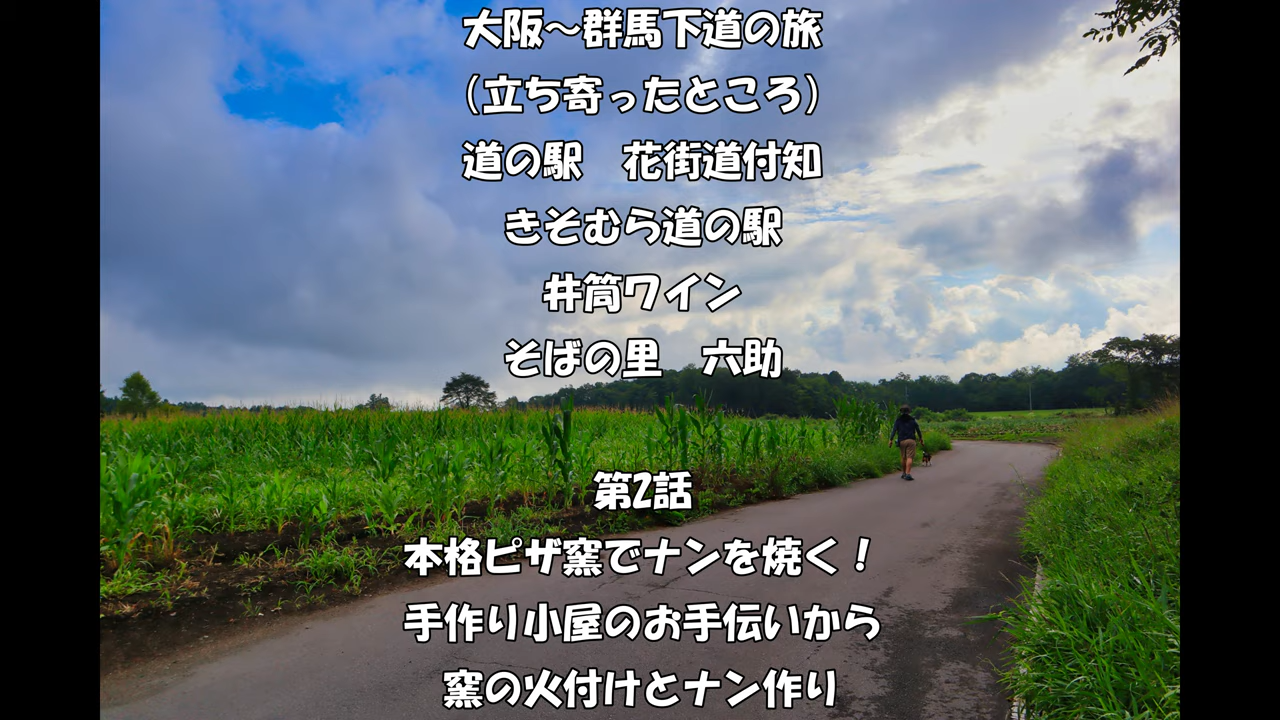 大阪～群馬下道の旅
（立ち寄ったところ）
道の駅　花街道付知
きそむら道の駅
井筒ワイン
そばの里　六助
第2話
本格ピザ窯でナンを焼く！
手作り小屋のお手伝いから
窯の火付けとナン作り